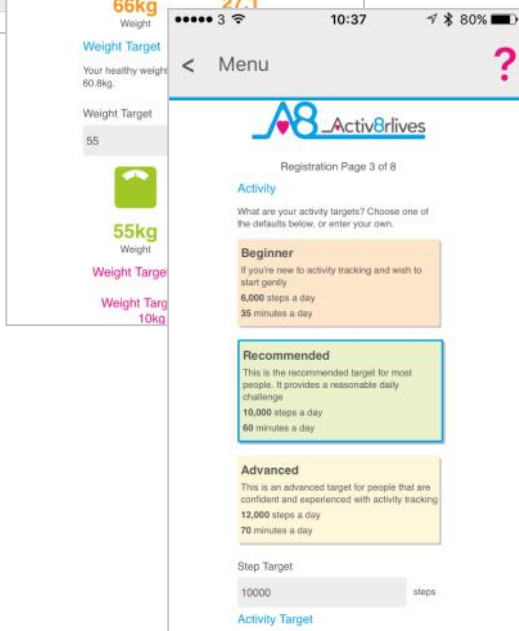 66kg
27.1
Weight
Weight Target
Your healthy weight
60.8kg.
Weight Target
55
55kg
Weight
Weight Targe
Weight Targ
10kg
3
10:37
80%
< Menu
?
A8 Activ8rlives
Registration Page 3 of 8
Activity
What are your activity targets? Choose one of
the defaults below, or enter your own.
Beginner
If you're new to activity tracking and wish to
start gently
6,000 steps a day
35 minutes a day
Recommended
This is the recommended target for most
people. It provides a reasonable daily
challenge
10,000 steps a day
60 minutes a day
Advanced
This is an advanced target for people that are
confident and experienced with activity tracking
12,000 steps a day
70 minutes a day
Step Target
10000 steps
Activity Target